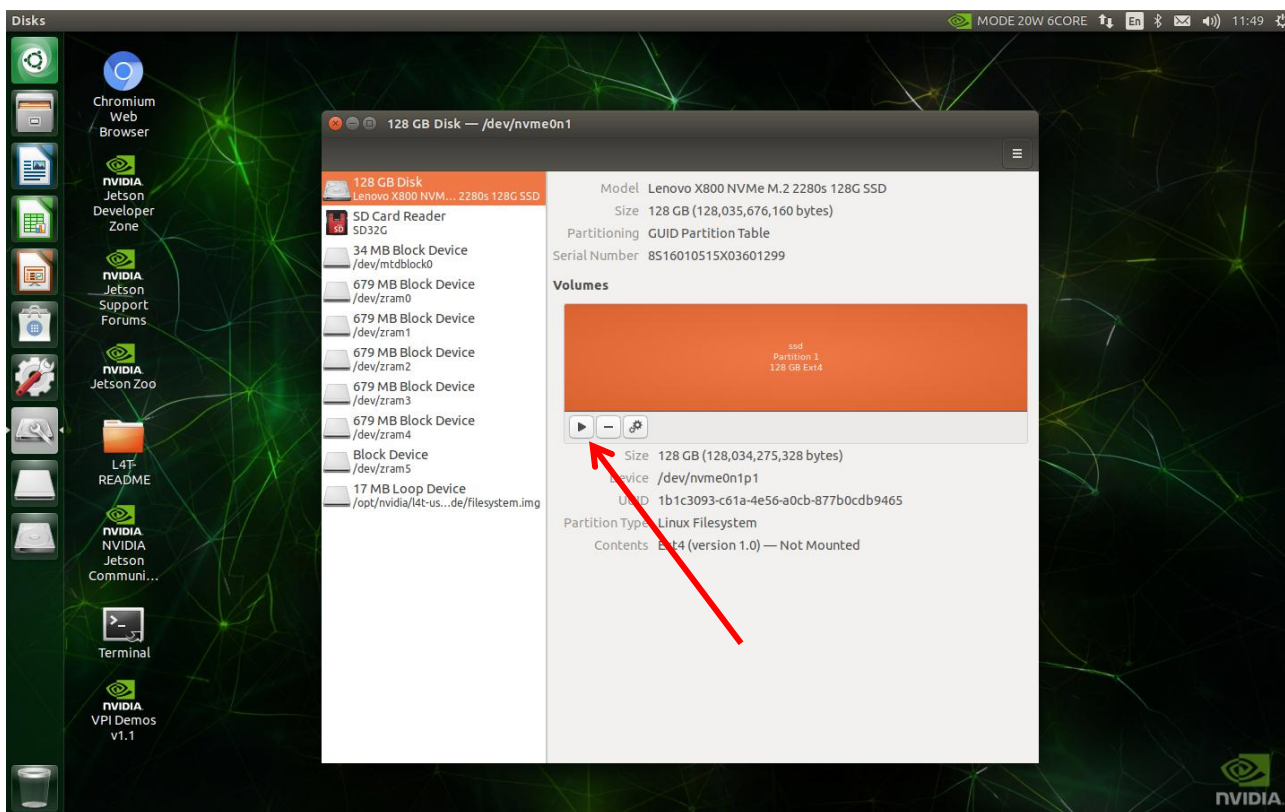 Disks
MODE 20W 6CORE
En
11:49
Chromium
Web
Browser
NVIDIA.
Jetson
Developer
Zone
NVIDIA.
Jetson
Support
Forums
NVIDIA.
Jetson Zoo
L4T-
README
NVIDIA.
NVIDIA
Jetson
Communi...
>_
Terminal
NVIDIA.
VPI Demos
v1.1
128 GB Disk — /dev/nvme0n1
128 GB Disk
Lenovo X800 NVM... 2280s 128G SSD
SD
SD Card Reader
SD32G
34 MB Block Device
/dev/mtdblock0
679 MB Block Device
/dev/zram0
679 MB Block Device
/dev/zram1
679 MB Block Device
/dev/zram2
679 MB Block Device
/dev/zram3
679 MB Block Device
/dev/zram4
Block Device
/dev/zram5
17 MB Loop Device
/opt/nvidia/l4t-us...de/filesystem.img
Model Lenovo X800 NVMe M.2 2280s 128G SSD
Size 128 GB (128,035,676,160 bytes)
Partitioning GUID Partition Table
Serial Number 8S16010515X03601299
Volumes
ssd
Partition 1
128 GB Ext4
Size 128 GB (128,034,275,328 bytes)
Device /dev/nvme0n1p1
UUID 1b1c3093-c61a-4e56-a0cb-877b0cdb9465
Partition Type Linux Filesystem
Contents Ext4 (version 1.0) — Not Mounted
NVIDIA